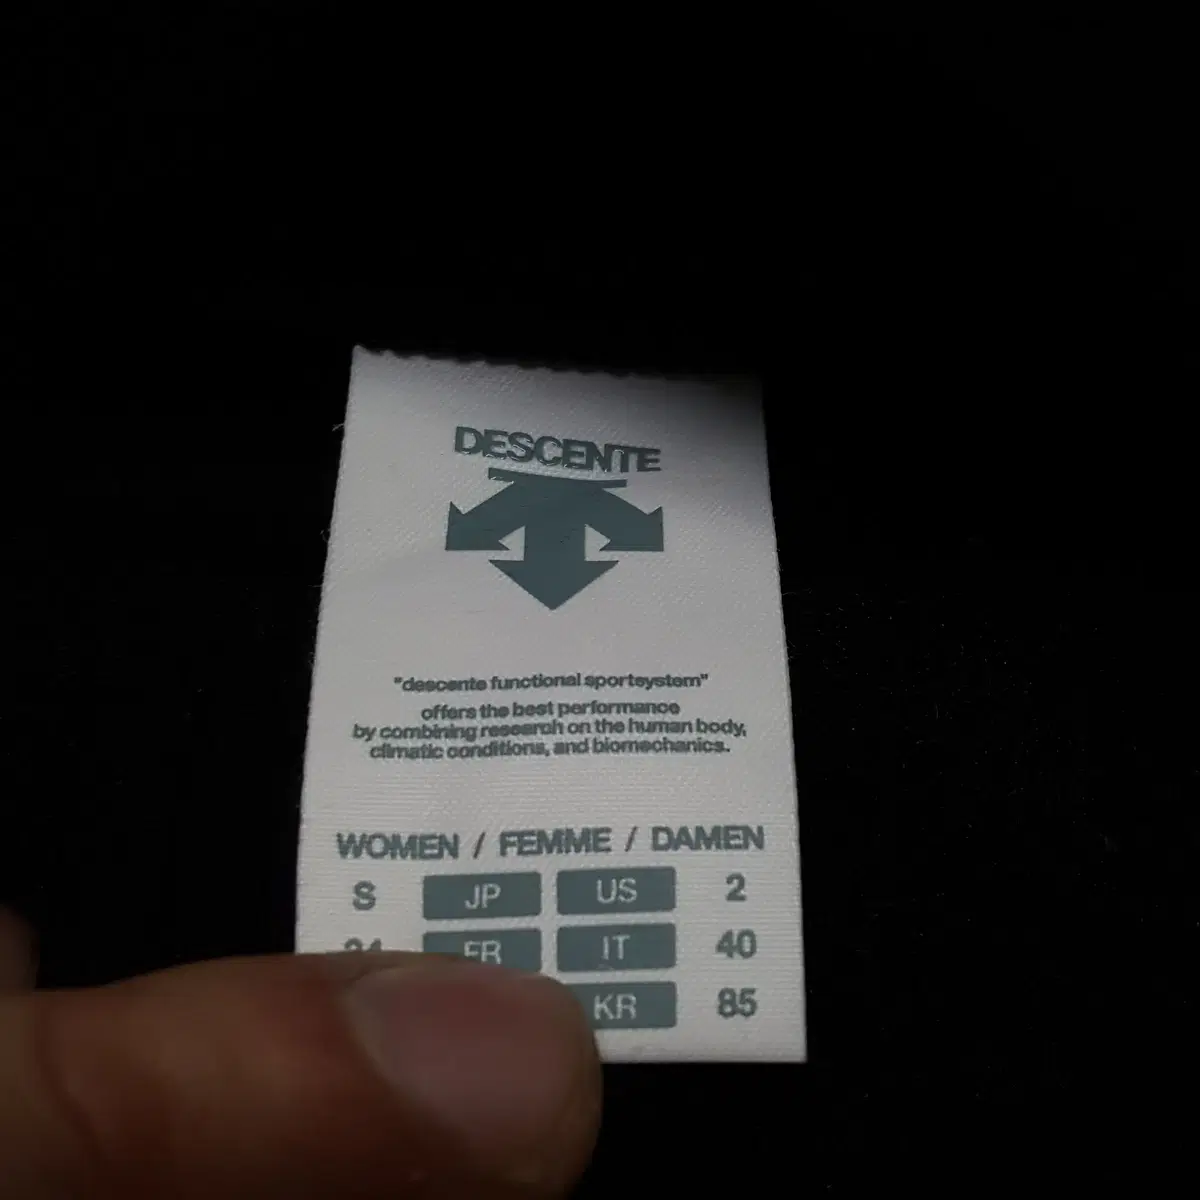 DESCENTE
"descente functional sportsystem"
offers the best performance
by combining research on the human body,
climatic conditions, and biomechanics.
WOMEN / FEMME / DAMEN
S JP US 2
FR IT 40
KR 85